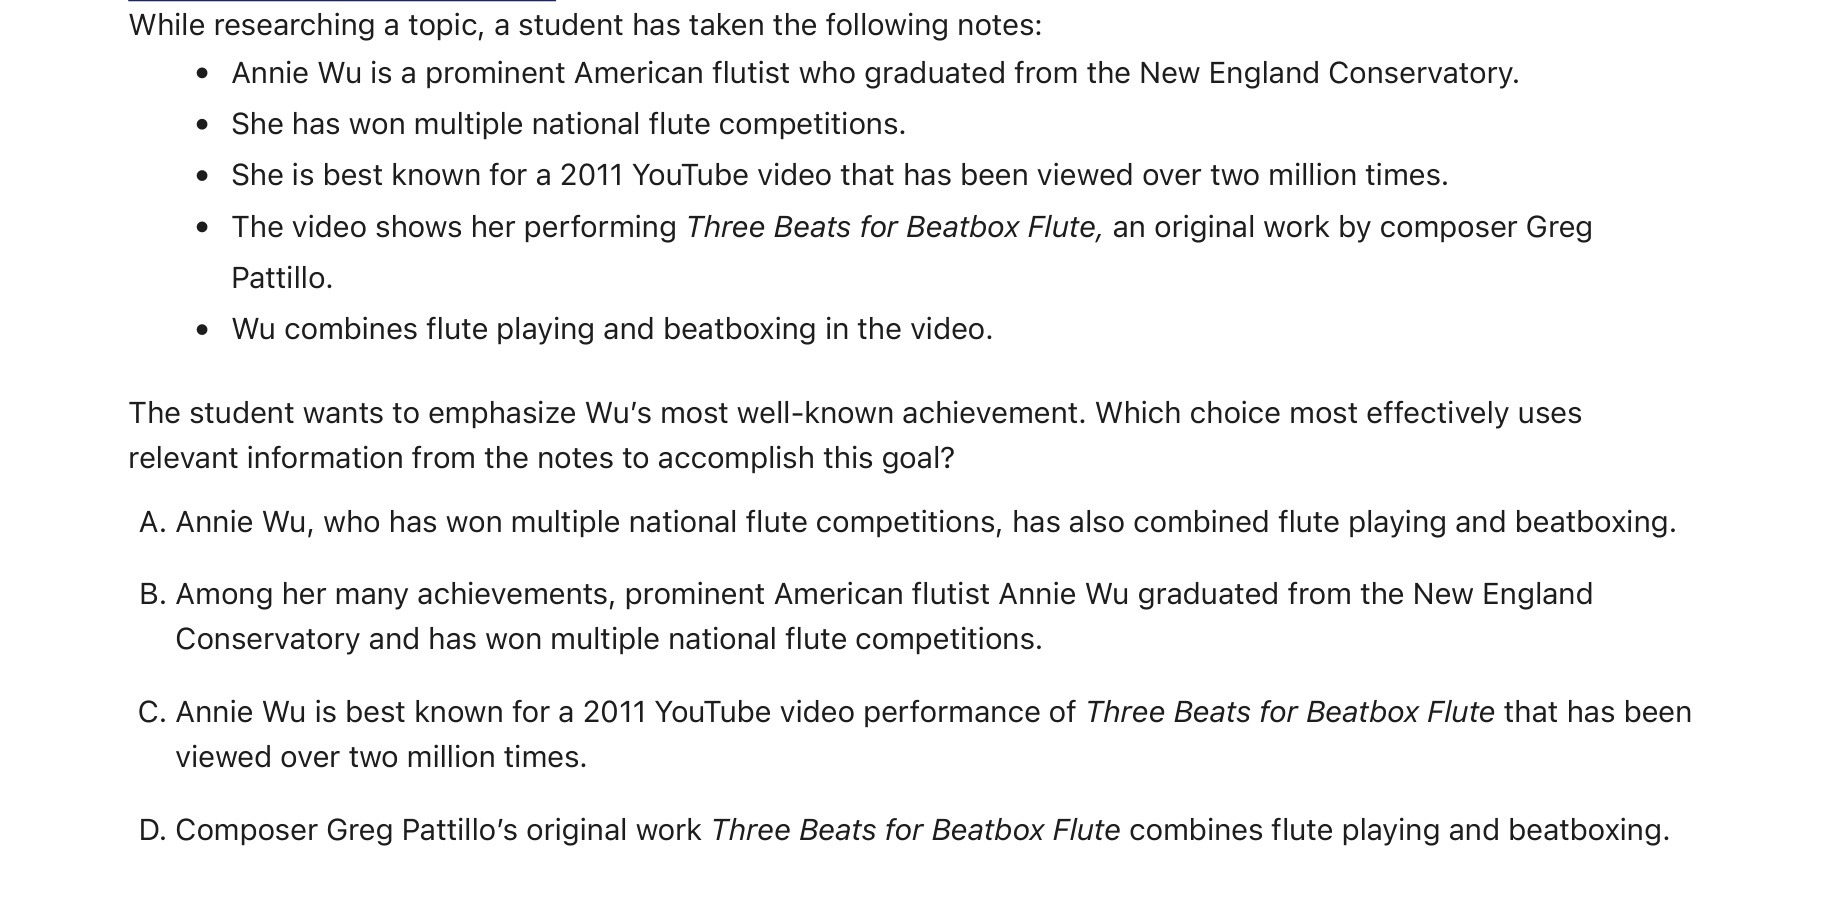 While researching a topic, a student has taken the following notes:
• Annie Wu is a prominent American flutist who graduated from the New England Conservatory.
• She has won multiple national flute competitions.
• She is best known for a 2011 YouTube video that has been viewed over two million times.
• The video shows her performing Three Beats for Beatbox Flute, an original work by composer Greg
Pattillo.
• Wu combines flute playing and beatboxing in the video.
The student wants to emphasize Wu’s most well-known achievement. Which choice most effectively uses
relevant information from the notes to accomplish this goal?
A. Annie Wu, who has won multiple national flute competitions, has also combined flute playing and beatboxing.
B. Among her many achievements, prominent American flutist Annie Wu graduated from the New England
Conservatory and has won multiple national flute competitions.
C. Annie Wu is best known for a 2011 YouTube video performance of Three Beats for Beatbox Flute that has been
viewed over two million times.
D. Composer Greg Pattillo’s original work Three Beats for Beatbox Flute combines flute playing and beatboxing.